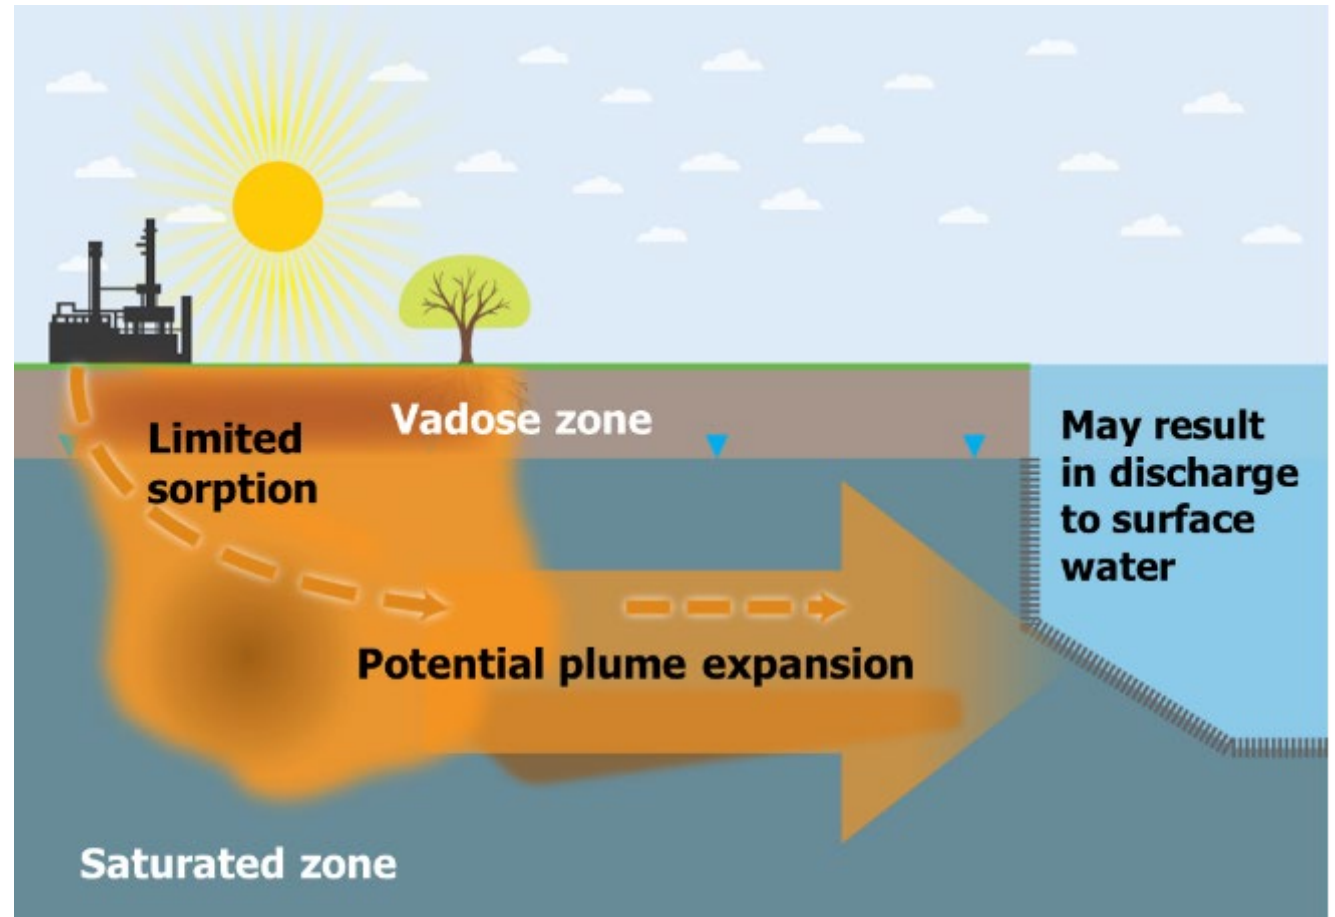 Vadose zone
Limited
sorption
May result
in discharge
to surface
water
Potential plume expansion
Saturated zone